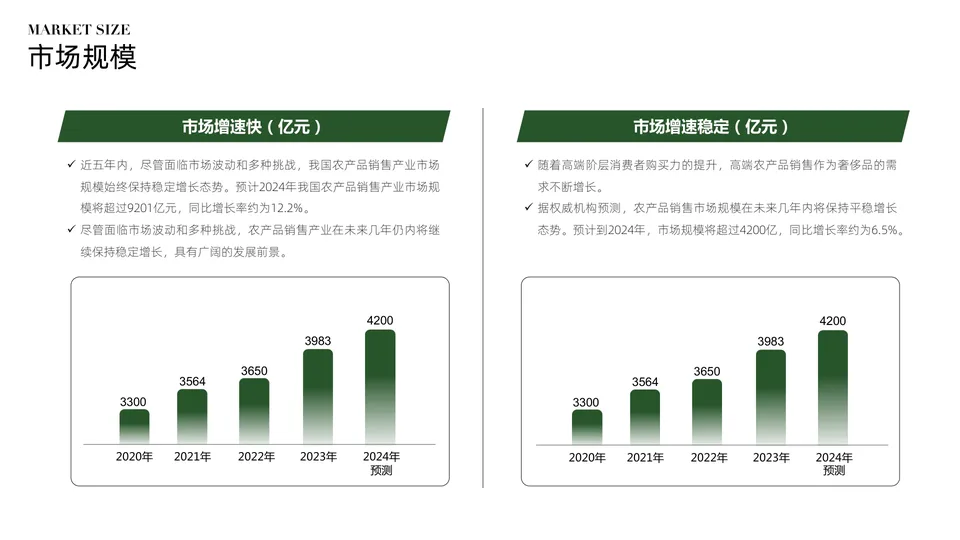 MARKET SIZE
市场规模
市场增速快（亿元）
近五年内，尽管面临市场波动和多种挑战，我国农产品销售产业市场
规模始终保持稳定增长态势。预计2024年我国农产品销售产业市场规
模将超过9201亿元，同比增长率约为12.2%。
尽管面临市场波动和多种挑战，农产品销售产业在未来几年仍内将继
续保持稳定增长，具有广阔的发展前景。
3300
3564
3650
3983
4200
2020年
2021年
2022年
2023年
2024年
预测
市场增速稳定（亿元）
随着高端阶层消费者购买力的提升，高端农产品销售作为奢侈品的需
求不断增长。
据权威机构预测，农产品销售市场规模在未来几年内将保持平稳增长
态势。预计到2024年，市场规模将超过4200亿，同比增长率约为6.5%。
3300
3564
3650
3983
4200
2020年
2021年
2022年
2023年
2024年
预测